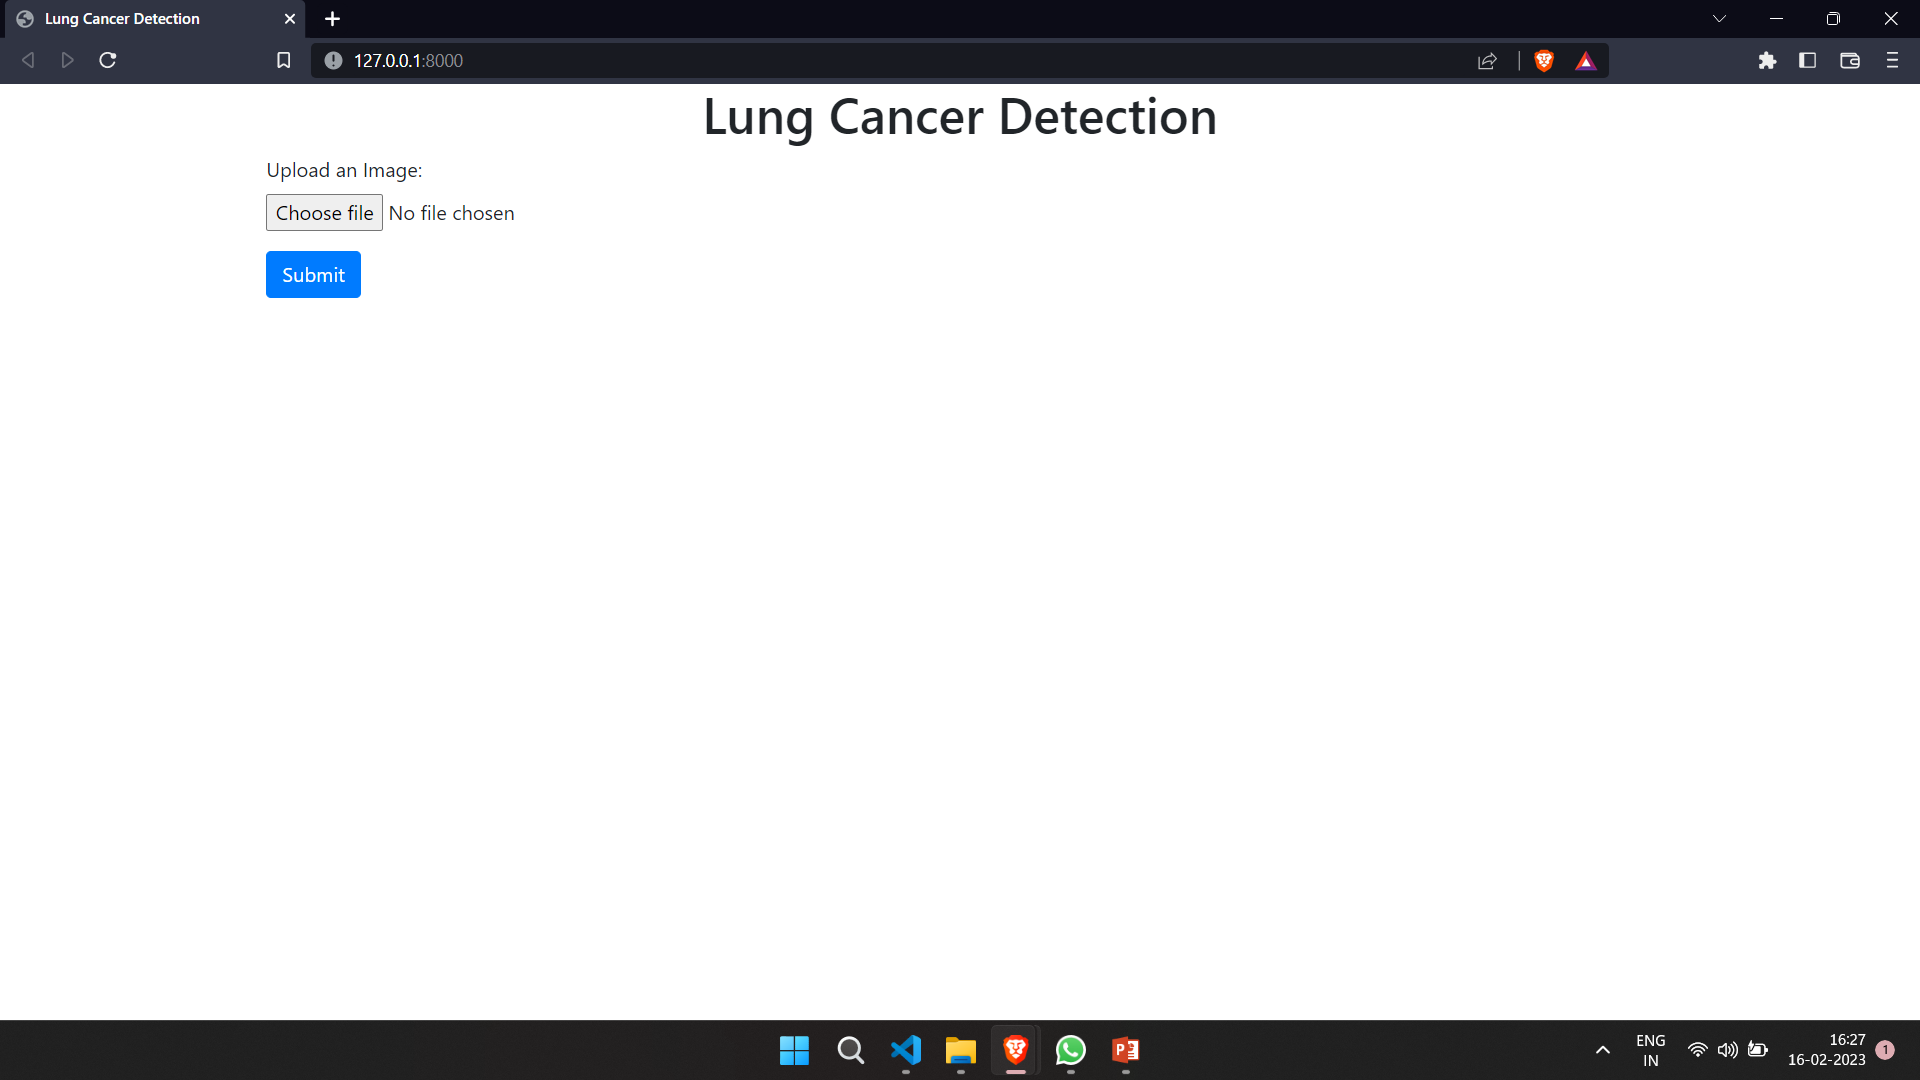 Lung Cancer Detection
127.0.0.1:8000
Lung Cancer Detection
Upload an Image:
Choose file No file chosen
Submit
ENG
IN
16:27
16-02-2023
1